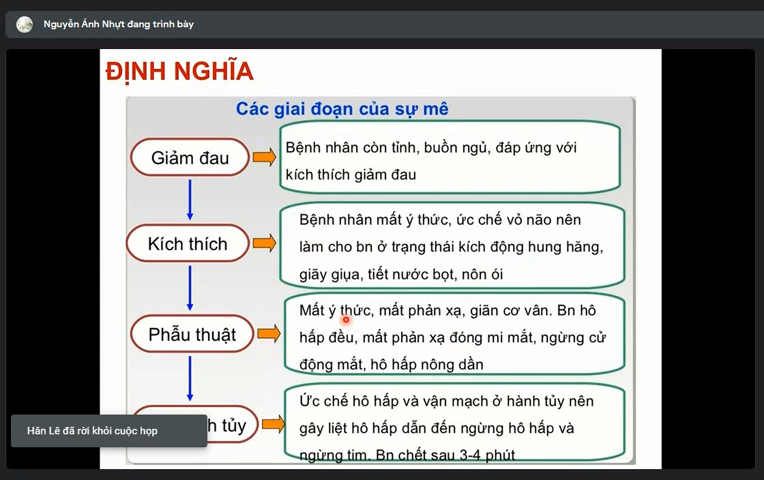 Nguyễn Ánh Nhựt đang trình bày
ĐỊNH NGHĨA
Các giai đoạn của sự mê
Giảm đau
Bệnh nhân còn tỉnh, buồn ngủ, đáp ứng với
kích thích giảm đau
Kích thích
Bệnh nhân mất ý thức, ức chế vỏ não nên
làm cho bn ở trạng thái kích động hung hăng,
giãy giụa, tiết nước bọt, nôn ói
Phẫu thuật
Mất ý thức, mất phản xạ, giãn cơ vân. Bn hô
hấp đều, mất phản xạ đóng mi mắt, ngừng cử
động mắt, hô hấp nông dần
h tủy
Ức chế hô hấp và vận mạch ở hành tủy nên
gây liệt hô hấp dẫn đến ngừng hô hấp và
ngừng tim. Bn chết sau 3-4 phút
Hân Lê đã rời khỏi cuộc họp